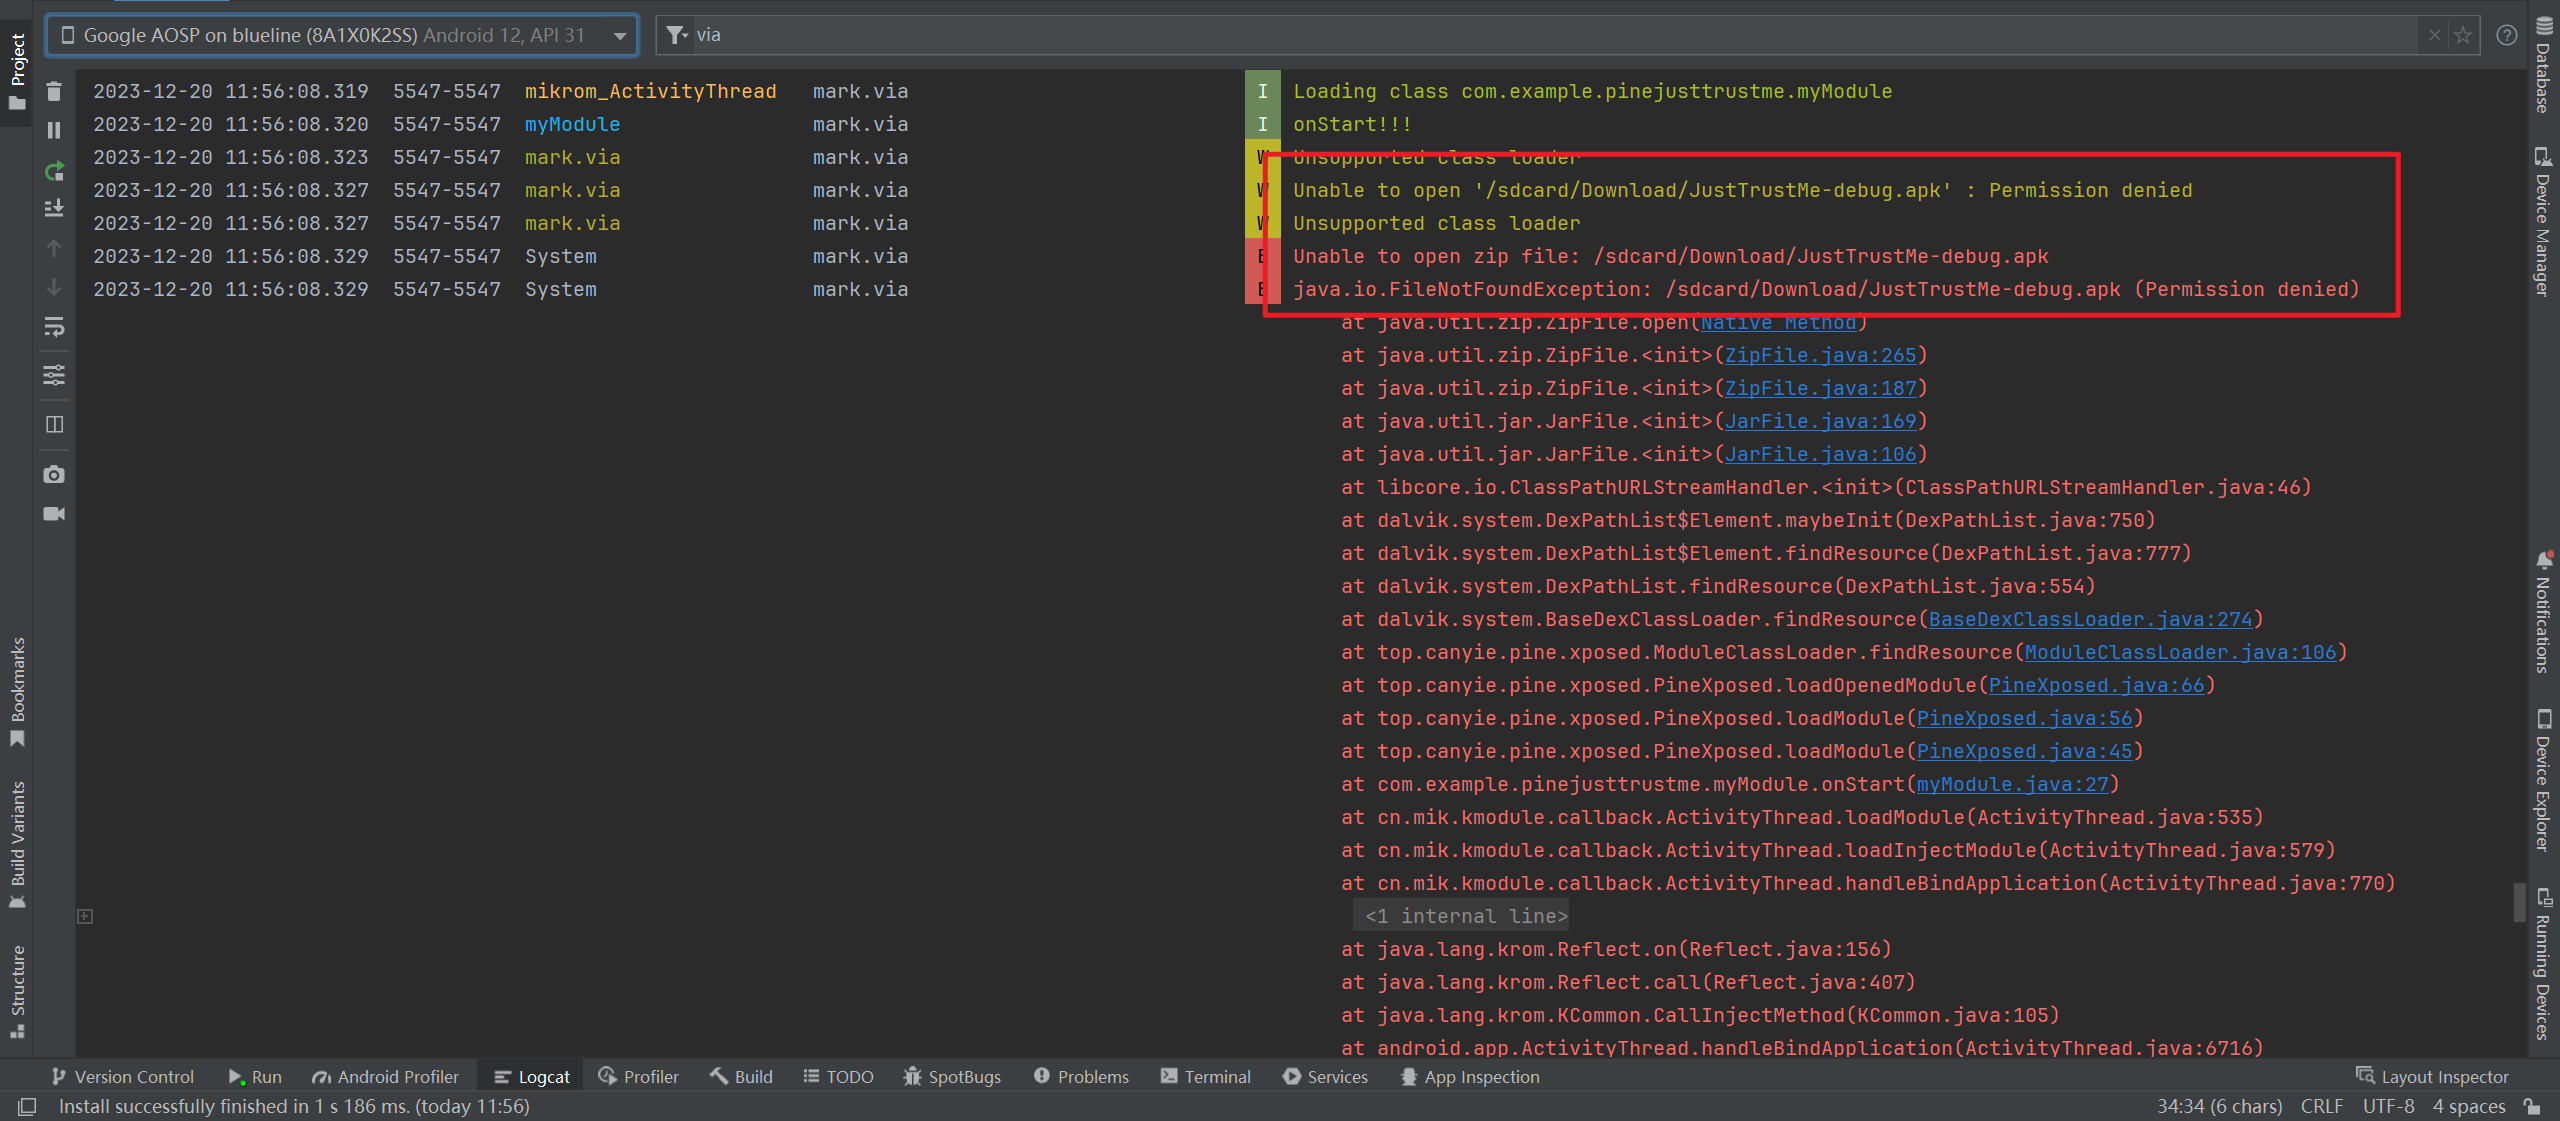 Google AOSP on blueline (8A1X0K2SS) Android 12, API 31
via
Project
2023-12-20 11:56:08.319 5547-5547 mikrom_ActivityThread mark.via I Loading class com.example.pinejusttrustme.myModule
2023-12-20 11:56:08.320 5547-5547 myModule mark.via I onStart!!!
2023-12-20 11:56:08.323 5547-5547 mark.via mark.via W Unsupported class loader
2023-12-20 11:56:08.327 5547-5547 mark.via mark.via W Unable to open '/sdcard/Download/JustTrustMe-debug.apk' : Permission denied
2023-12-20 11:56:08.327 5547-5547 mark.via mark.via W Unsupported class loader
2023-12-20 11:56:08.329 5547-5547 System mark.via E Unable to open zip file: /sdcard/Download/JustTrustMe-debug.apk
2023-12-20 11:56:08.329 5547-5547 System mark.via E java.io.FileNotFoundException: /sdcard/Download/JustTrustMe-debug.apk (Permission denied)
at java.util.zip.ZipFile.open(Native Method)
at java.util.zip.ZipFile.<init>(ZipFile.java:265)
at java.util.zip.ZipFile.<init>(ZipFile.java:187)
at java.util.jar.JarFile.<init>(JarFile.java:169)
at java.util.jar.JarFile.<init>(JarFile.java:106)
at libcore.io.ClassPathURLStreamHandler.<init>(ClassPathURLStreamHandler.java:46)
at dalvik.system.DexPathList$Element.maybeInit(DexPathList.java:750)
at dalvik.system.DexPathList$Element.findResource(DexPathList.java:777)
at dalvik.system.DexPathList.findResource(DexPathList.java:554)
at dalvik.system.BaseDexClassLoader.findResource(BaseDexClassLoader.java:274)
at top.canyie.pine.xposed.ModuleClassLoader.findResource(ModuleClassLoader.java:106)
at top.canyie.pine.xposed.PineXposed.loadOpenedModule(PineXposed.java:66)
at top.canyie.pine.xposed.PineXposed.loadModule(PineXposed.java:56)
at top.canyie.pine.xposed.PineXposed.loadModule(PineXposed.java:45)
at com.example.pinejusttrustme.myModule.onStart(myModule.java:27)
at cn.mik.kmodule.callback.ActivityThread.loadModule(ActivityThread.java:535)
at cn.mik.kmodule.callback.ActivityThread.loadInjectModule(ActivityThread.java:579)
at cn.mik.kmodule.callback.ActivityThread.handleBindApplication(ActivityThread.java:770)
<1 internal line>
at java.lang.krom.Reflect.on(Reflect.java:156)
at java.lang.krom.Reflect.call(Reflect.java:407)
at java.lang.krom.KCommon.CallInjectMethod(KCommon.java:105)
at android.app.ActivityThread.handleBindApplication(ActivityThread.java:6716)
Bookmarks
Build Variants
Structure
Database
Device Manager
Notifications
Device Explorer
Running Devices
Version Control Run Android Profiler Logcat Profiler Build TODO SpotBugs Problems Terminal Services App Inspection Layout Inspector
Install successfully finished in 1 s 186 ms. (today 11:56) 34:34 (6 chars) CRLF UTF-8 4 spaces